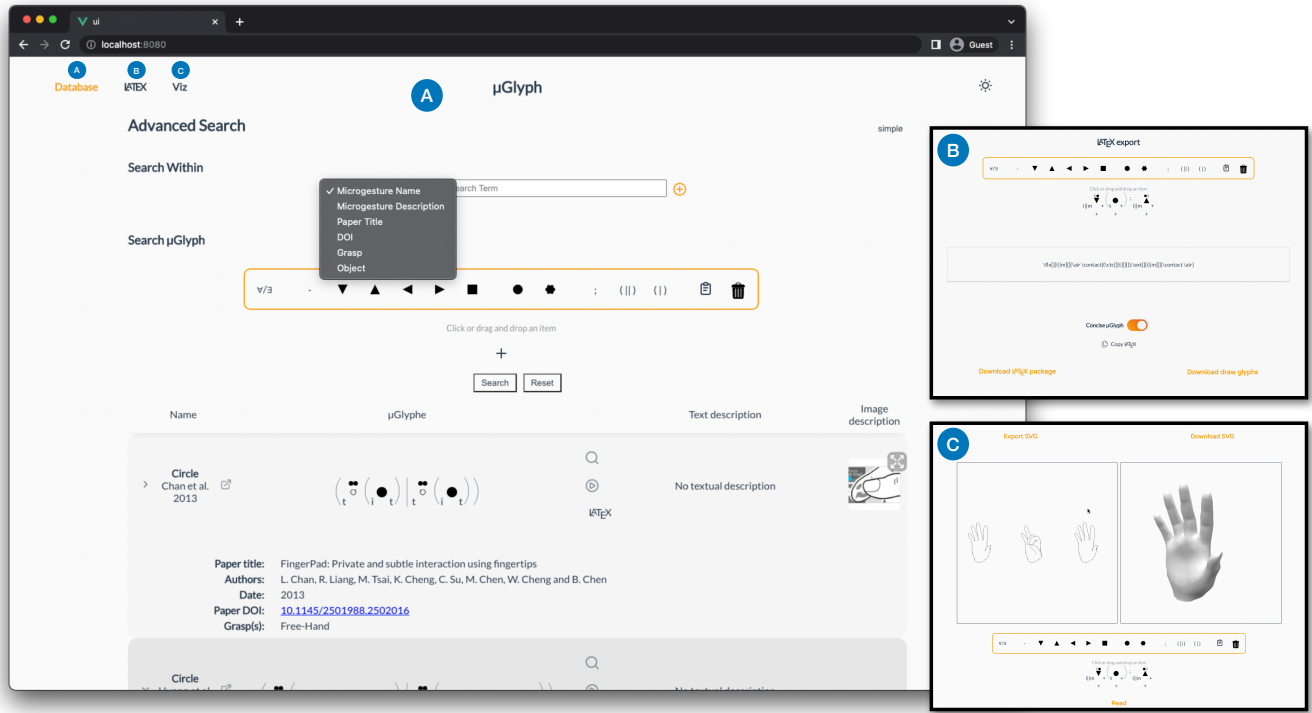 ui
localhost:8080
Guest
A
B
C
Database
LATEX
Viz
A
µGlyph
Advanced Search
simple
Search Within
earch Term
✓ Microgesture Name
Microgesture Description
Paper Title
DOI
Grasp
Object
Search µGlyph
∀/∃ - ▼ ▲ ◀ ▶ ■ ● ; (||) (|)
Click or drag and drop an item
+
Search
Reset
Name
µGlyphe
Text description
Image
description
Circle
Chan et al.
2013
t i t t i t
No textual description
LATEX
Paper title: FingerPad: Private and subtle interaction using fingertips
Authors: L. Chan, R. Liang, M. Tsai, K. Cheng, C. Su, M. Chen, W. Cheng and B. Chen
Date: 2013
Paper DOI: 10.1145/2501988.2502016
Grasp(s): Free-Hand
Circle
No textual description
B
LATEX export
∀/∃ - ▼ ▲ ◀ ▶ ■ ● ; (||) (|)
Click or drag and drop an item
Concise µGlyph
Copy LATEX
Download LATEX package
Download draw glyphs
C
Export SVG
Download SVG
∀/∃ - ▼ ▲ ◀ ▶ ■ ● ; (||) (|)
Click or drag and drop an item
Read